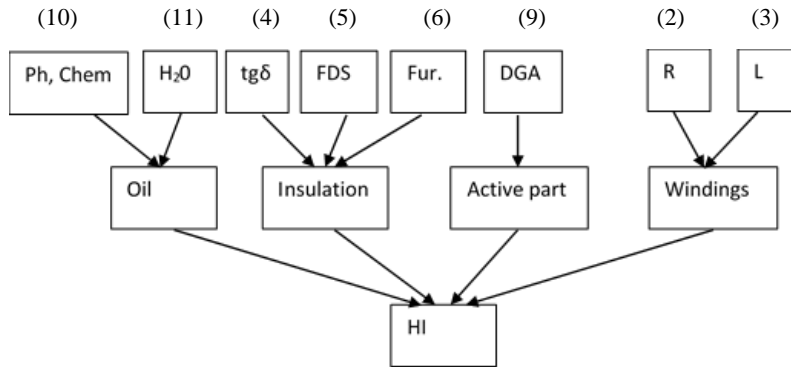 (10) (11) (4) (5) (6) (9) (2) (3)
Ph, Chem H₂0 tgδ FDS Fur. DGA R L
Oil Insulation Active part Windings
HI